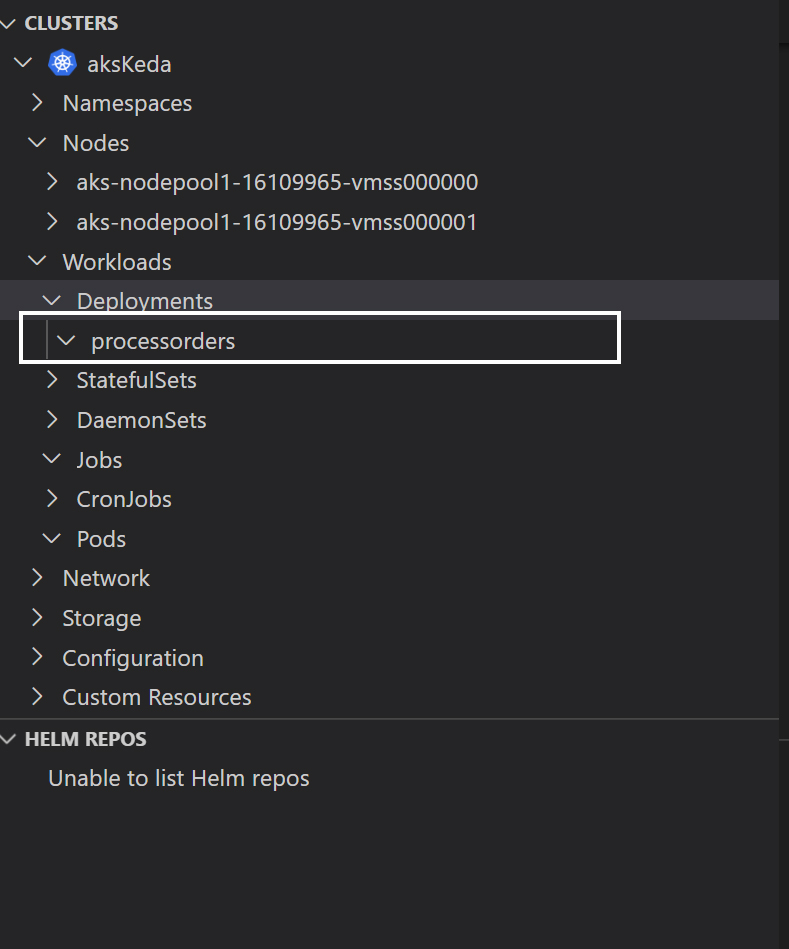 CLUSTERS
aksKeda
Namespaces
Nodes
aks-nodepool1-16109965-vmss000000
aks-nodepool1-16109965-vmss000001
Workloads
Deployments
processorders
StatefulSets
DaemonSets
Jobs
CronJobs
Pods
Network
Storage
Configuration
Custom Resources
HELM REPOS
Unable to list Helm repos